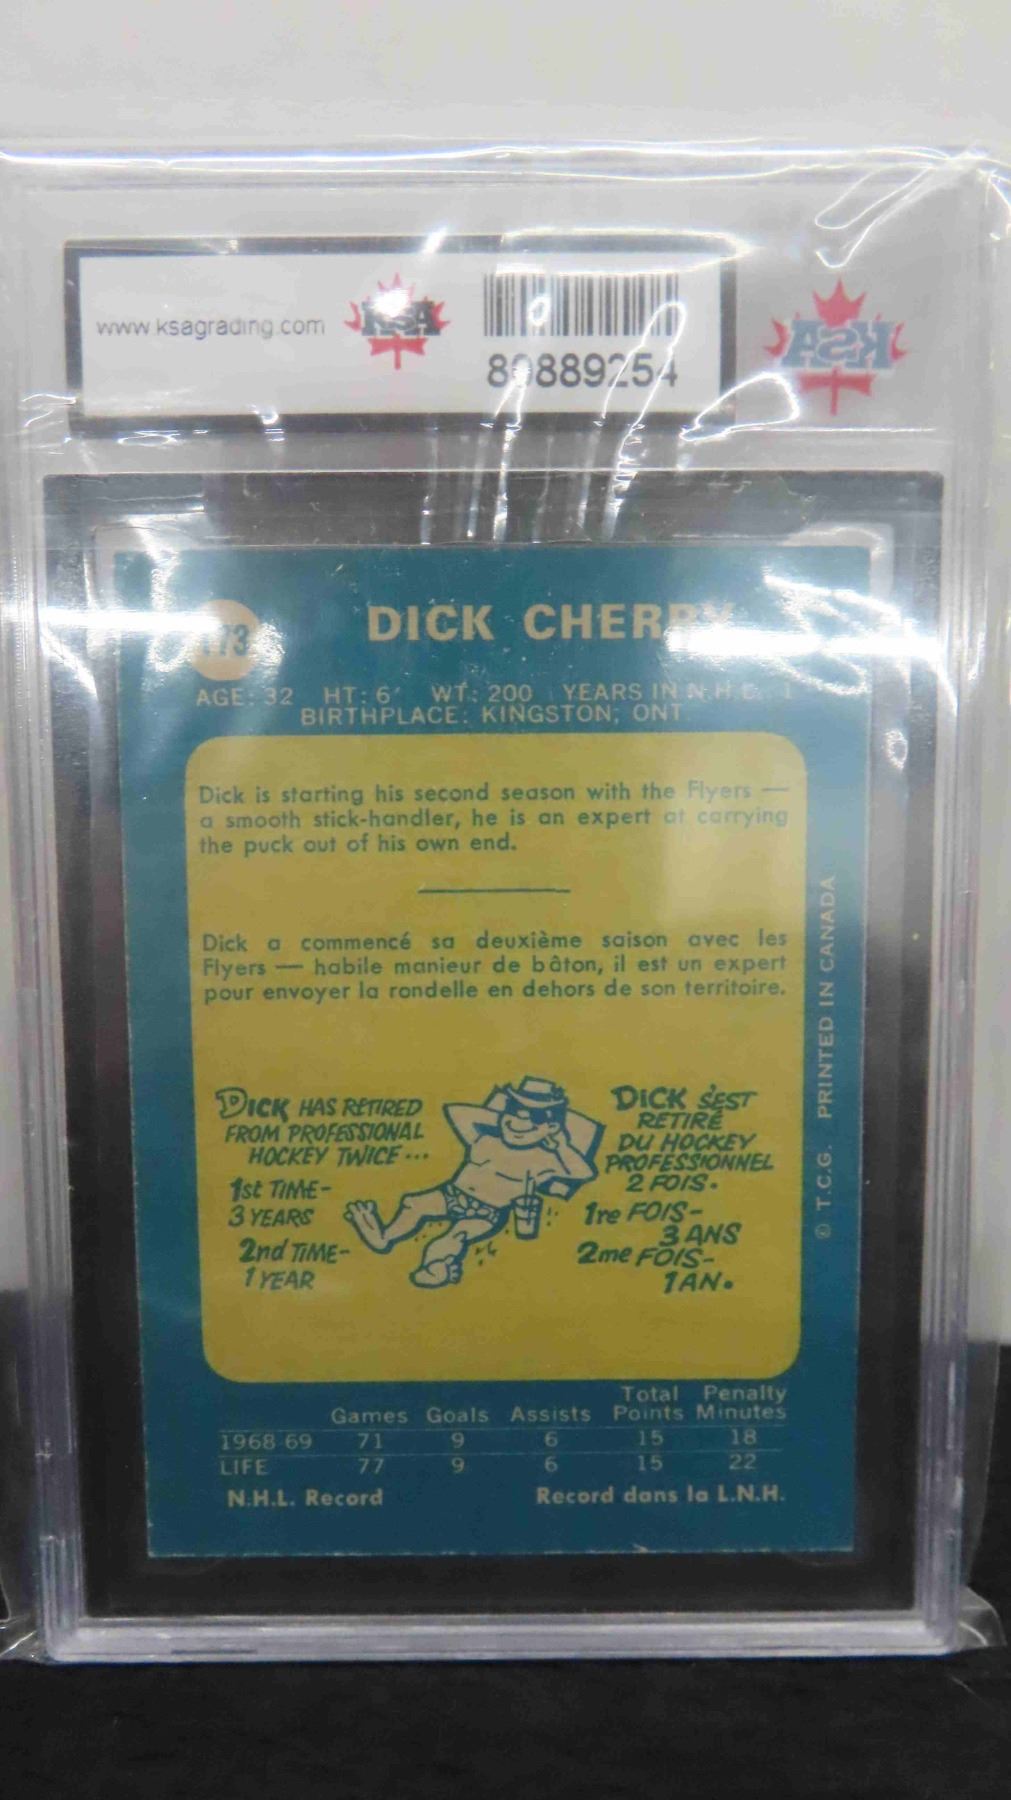 www.ksagrading.com
KSA
80889254
KSA
173
DICK CHERRY
AGE: 32 HT: 6' WT: 200 YEARS IN N.H.L. 1
BIRTHPLACE: KINGSTON, ONT.
Dick is starting his second season with the Flyers —
a smooth stick-handler, he is an expert at carrying
the puck out of his own end.
Dick a commencé sa deuxième saison avec les
Flyers — habile manieur de bâton, il est un expert
pour envoyer la rondelle en dehors de son territoire.
DICK HAS RETIRED
FROM PROFESSIONAL
HOCKEY TWICE...
1st TIME-
3 YEARS
2nd TIME-
1 YEAR
DICK S'EST
RETIRÉ
DU HOCKEY
PROFESSIONNEL
2 FOIS.
1re FOIS-
3 ANS
2me FOIS-
1 AN.
© T.C.G. PRINTED IN CANADA
Total Penalty
Games Goals Assists Points Minutes
1968-69 71 9 6 15 18
LIFE 77 9 6 15 22
N.H.L. Record Record dans la L.N.H.